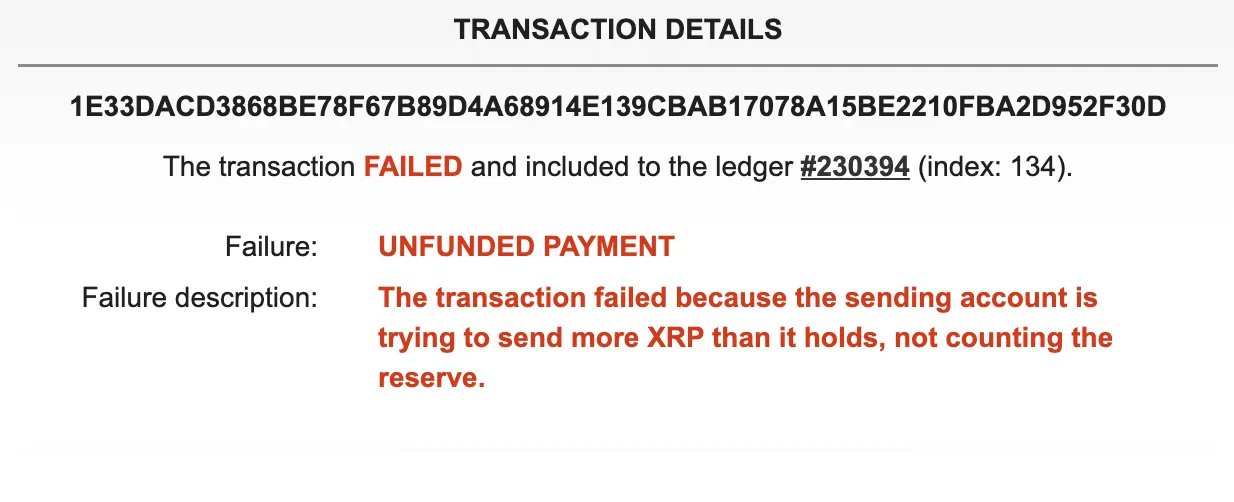 TRANSACTION DETAILS
1E33DACD3868BE78F67B89D4A68914E139CBAB17078A15BE2210FBA2D952F30D
The transaction FAILED and included to the ledger #230394 (index: 134).
Failure: UNFUNDED PAYMENT
Failure description: The transaction failed because the sending account is
trying to send more XRP than it holds, not counting the
reserve.